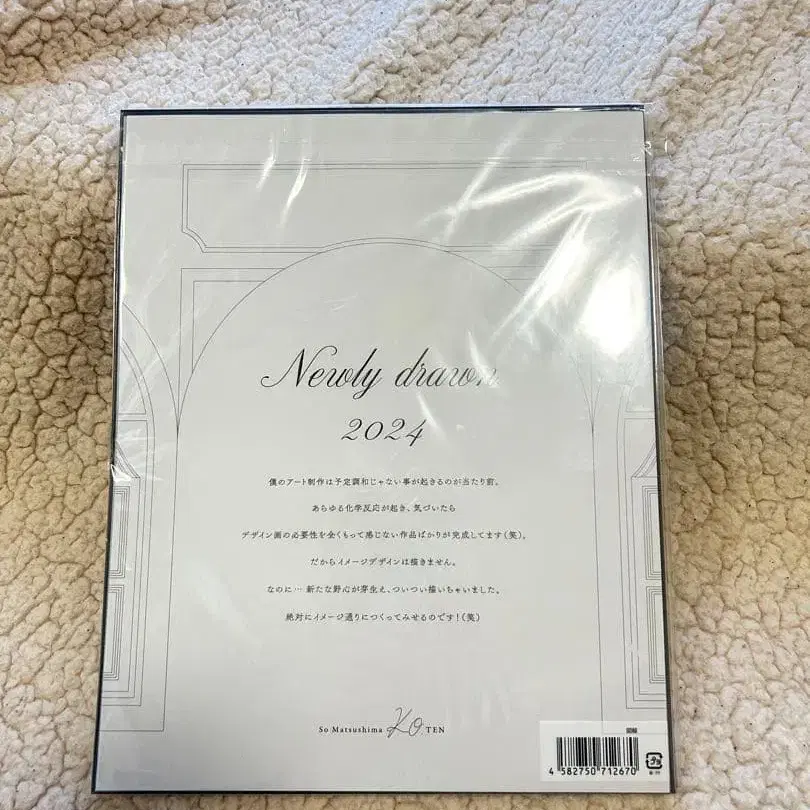 Newly drawn
2024
僕のアート制作は予定調和じゃない事が起きるのが当たり前。
あらゆる化学反応が起き、気づいたら
デザイン画の必要性を全くもって感じない作品ばかりが完成してます(笑)。
だからイメージデザインは描きません。
なのに… 新たな野心が芽生え、ついつい描いちゃいました。
絶対にイメージ通りにつくってみせるのです!(笑)
So Matsushima KO. TEN
4 582750 712670